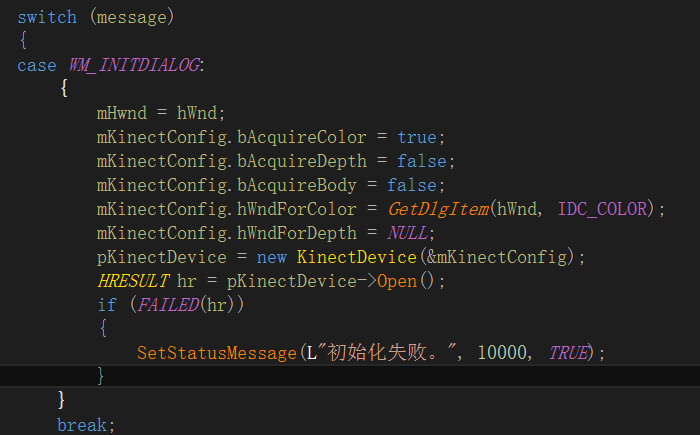 switch (message)
{
case WM_INITDIALOG:
{
mHwnd = hWnd;
mKinectConfig.bAcquireColor = true;
mKinectConfig.bAcquireDepth = false;
mKinectConfig.bAcquireBody = false;
mKinectConfig.hWndForColor = GetDlgItem(hWnd, IDC_COLOR);
mKinectConfig.hWndForDepth = NULL;
pKinectDevice = new KinectDevice(&mKinectConfig);
HRESULT hr = pKinectDevice->Open();
if (FAILED(hr))
{
SetStatusMessage(L"初始化失败。", 10000, TRUE);
}
}
break;